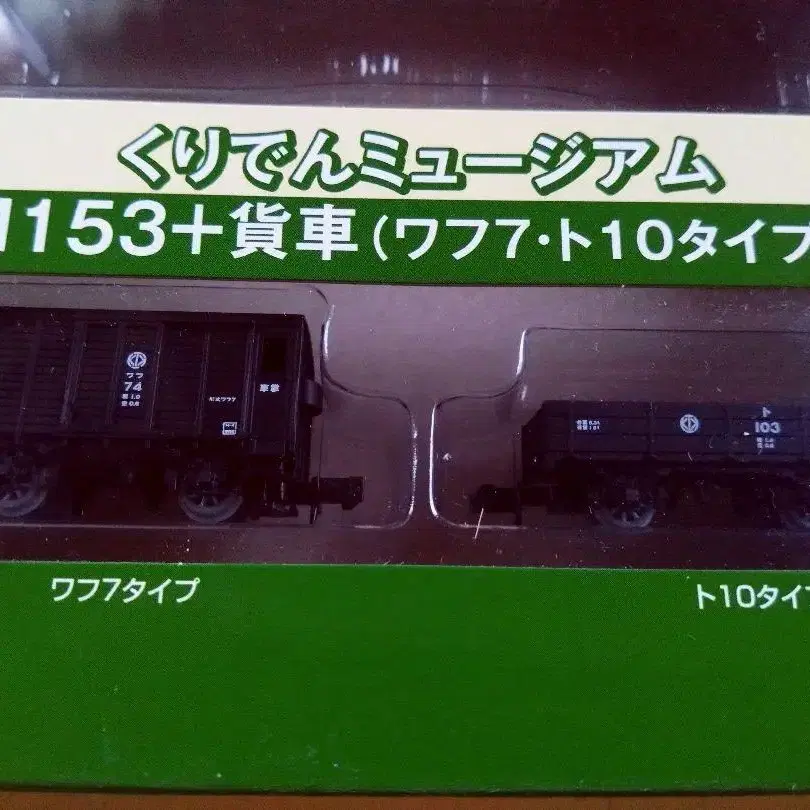 くりでんミュージアム
153+貨車(ワフ7・ト10タイプ
ワフ
74
車掌
ト
103
ワフ7タイプ
ト10タイプ